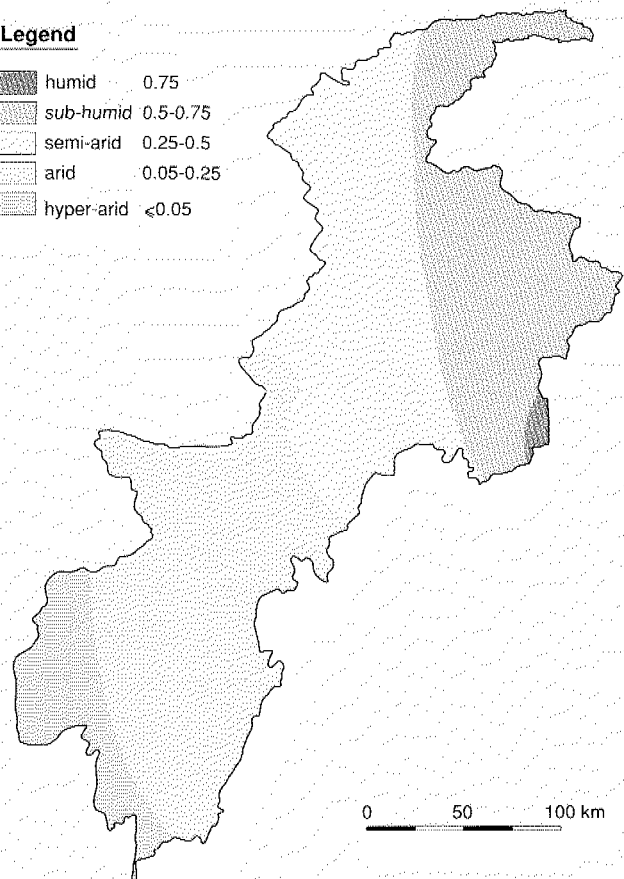 Legend
humid 0.75
sub-humid 0.5-0.75
semi-arid 0.25-0.5
arid 0.05-0.25
hyper-arid ⩽0.05
0 50 100 km